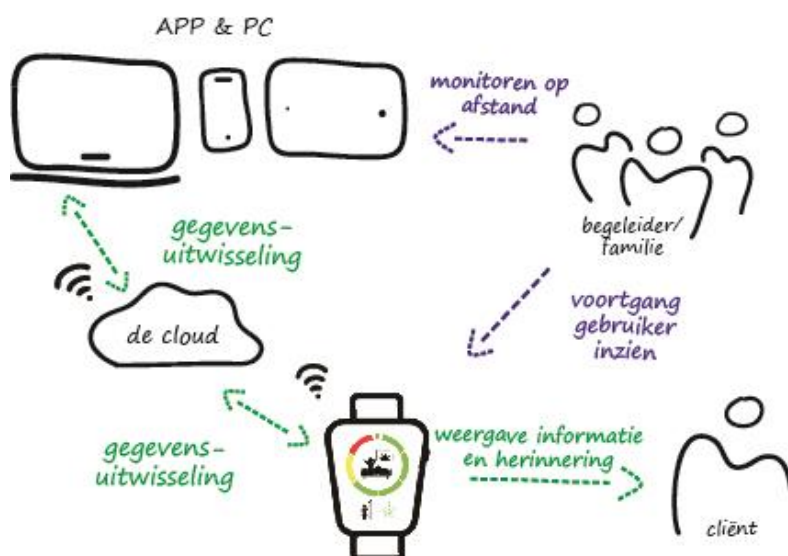 APP & PC
monitoren op
afstand
begeleider/
familie
gegevens-
uitwisseling
de cloud
voortgang
gebruiker
inzien
gegevens-
uitwisseling
weergave informatie
en herinnering
cliënt